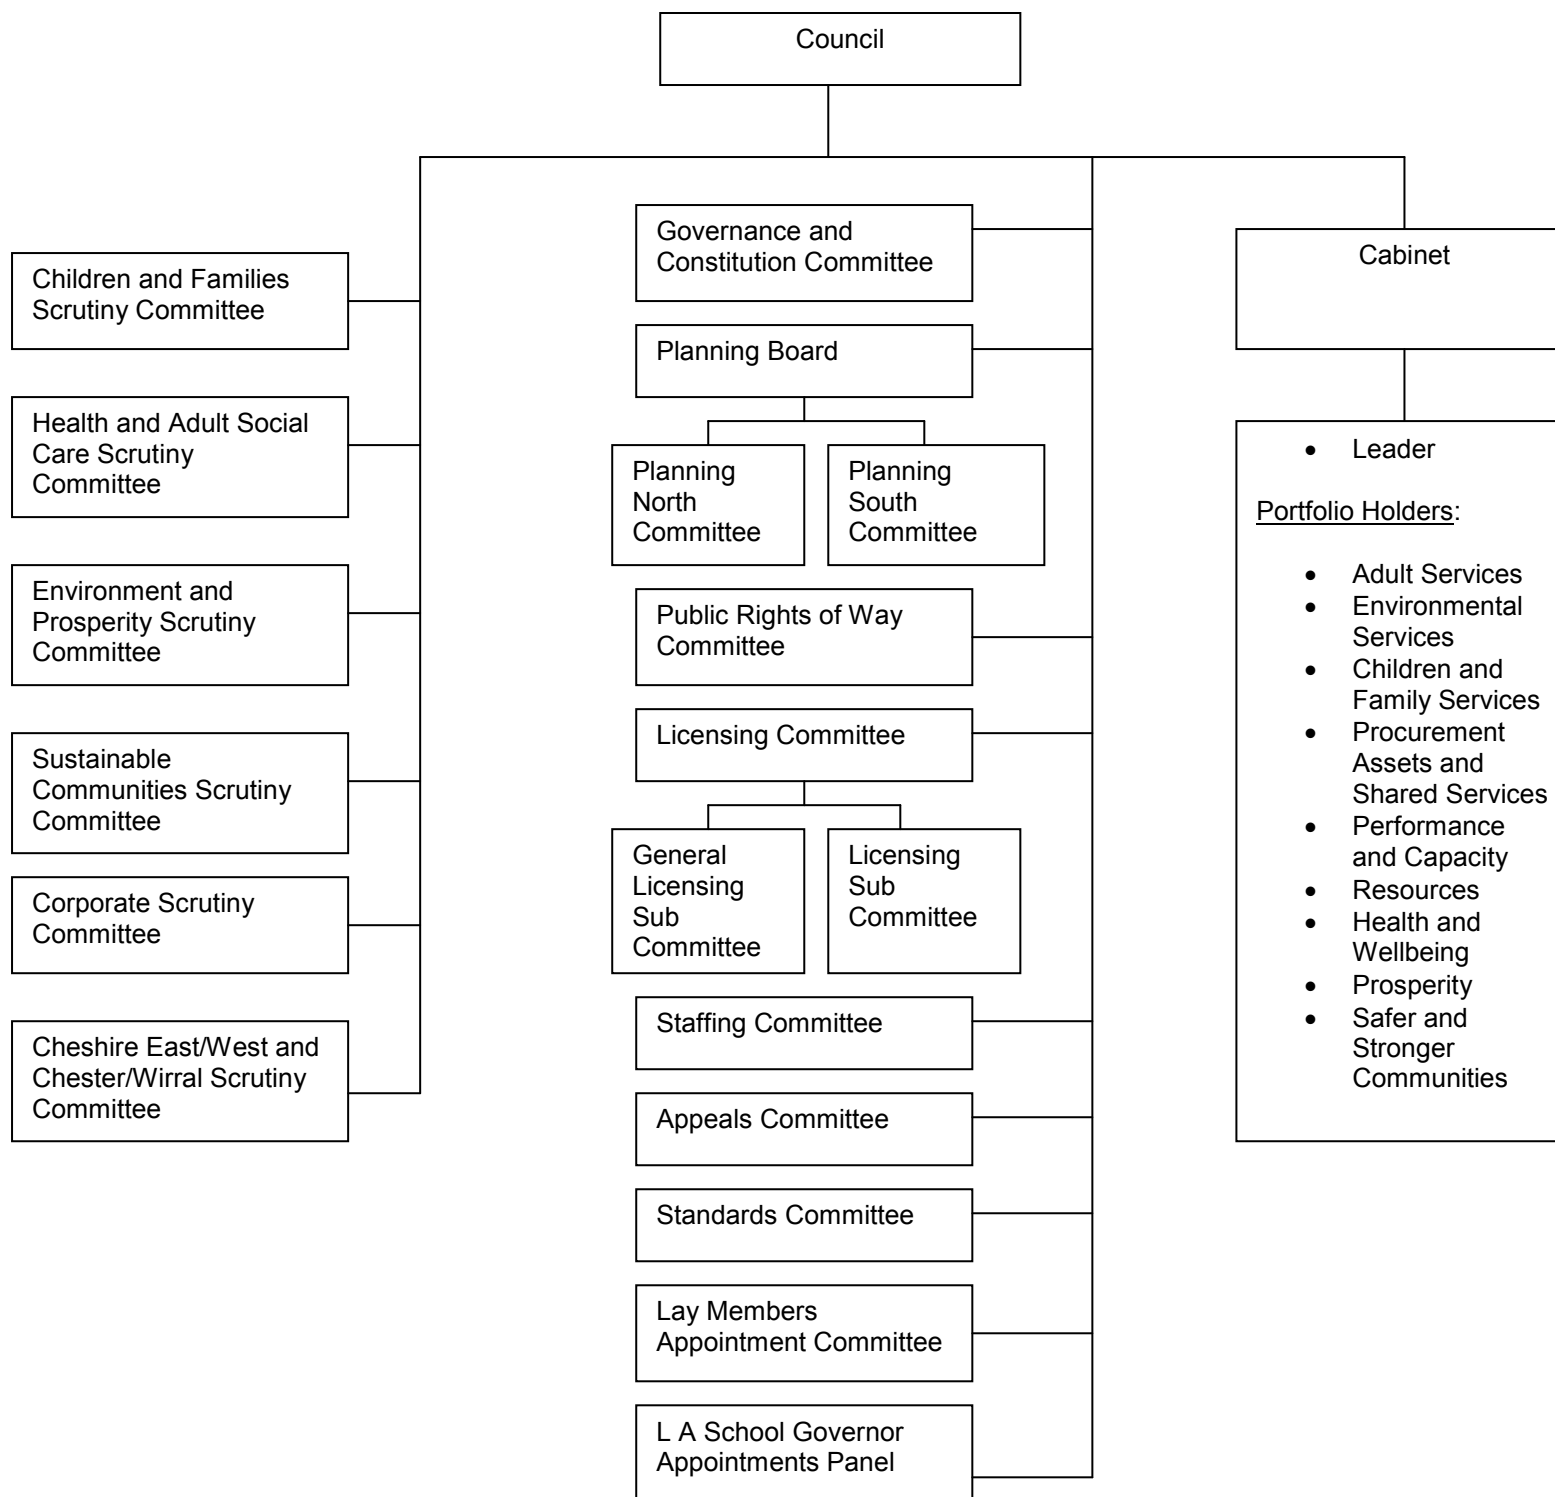 Council
Children and Families
Scrutiny Committee
Health and Adult Social
Care Scrutiny
Committee
Environment and
Prosperity Scrutiny
Committee
Sustainable
Communities Scrutiny
Committee
Corporate Scrutiny
Committee
Cheshire East/West and
Chester/Wirral Scrutiny
Committee
Governance and
Constitution Committee
Planning Board
Planning
North
Committee
Planning
South
Committee
Public Rights of Way
Committee
Licensing Committee
General
Licensing
Sub
Committee
Licensing
Sub
Committee
Staffing Committee
Appeals Committee
Standards Committee
Lay Members
Appointment Committee
L A School Governor
Appointments Panel
Cabinet
• Leader
Portfolio Holders:
• Adult Services
• Environmental
Services
• Children and
Family Services
• Procurement
Assets and
Shared Services
• Performance
and Capacity
• Resources
• Health and
Wellbeing
• Prosperity
• Safer and
Stronger
Communities